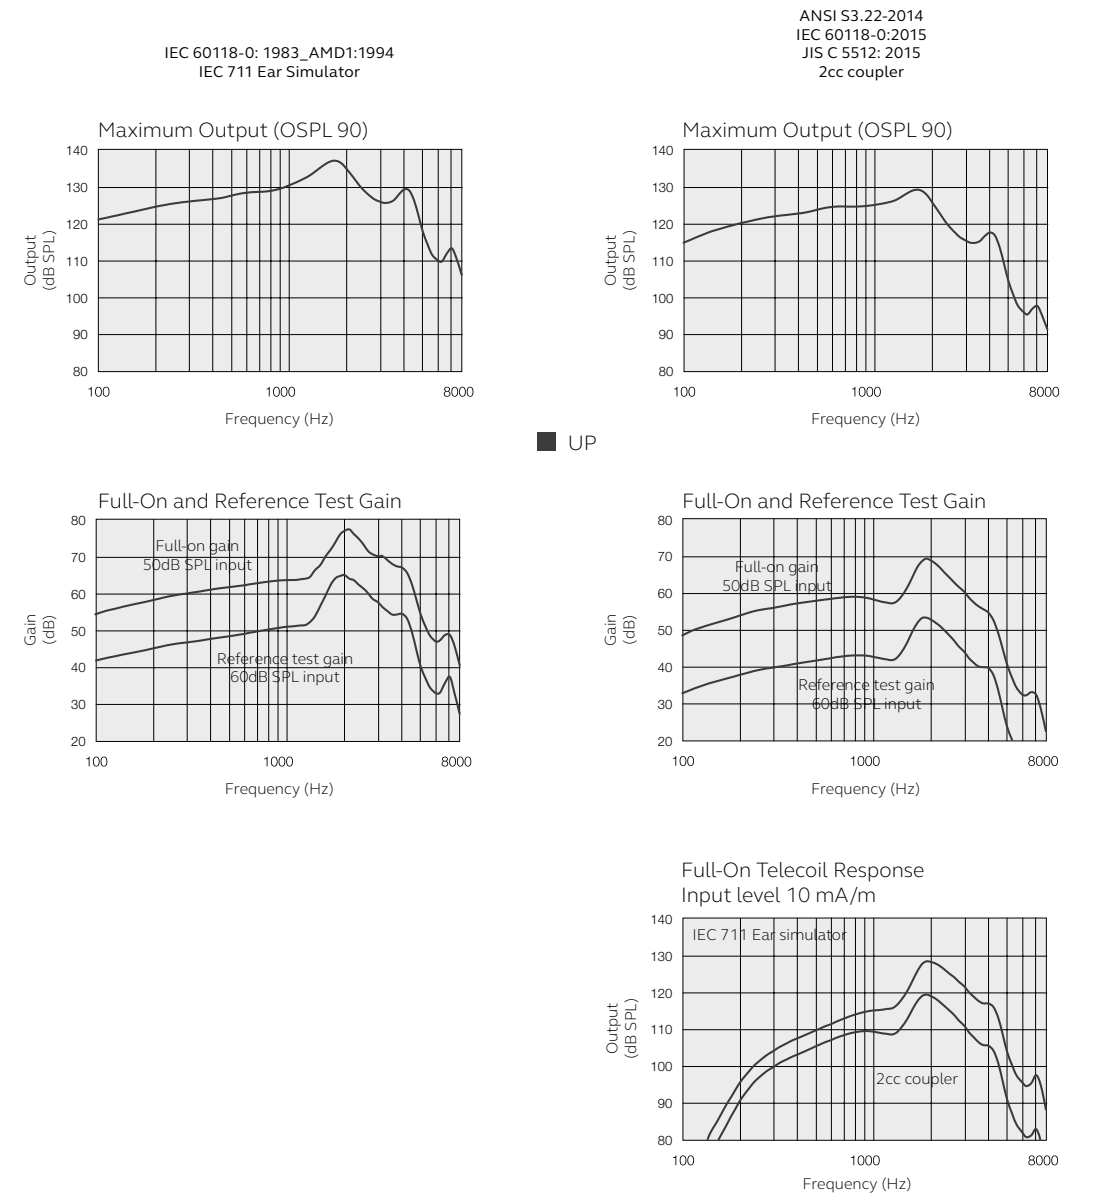 IEC 60118-0: 1983_AMD1:1994
IEC 711 Ear Simulator
ANSI S3.22-2014
IEC 60118-0:2015
JIS C 5512: 2015
2cc coupler
Maximum Output (OSPL 90)
140
130
120
110
100
90
80
Output
(dB SPL)
100
1000
8000
Frequency (Hz)
Maximum Output (OSPL 90)
140
130
120
110
100
90
80
Output
(dB SPL)
100
1000
8000
Frequency (Hz)
UP
Full-On and Reference Test Gain
80
70
60
50
40
30
20
Gain
(dB)
Full-on gain
50dB SPL input
Reference test gain
60dB SPL input
100
1000
8000
Frequency (Hz)
Full-On and Reference Test Gain
80
70
60
50
40
30
20
Gain
(dB)
Full-on gain
50dB SPL input
Reference test gain
60dB SPL input
100
1000
8000
Frequency (Hz)
Full-On Telecoil Response
Input level 10 mA/m
140
130
120
110
100
90
80
Output
(dB SPL)
IEC 711 Ear simulator
2cc coupler
100
1000
8000
Frequency (Hz)